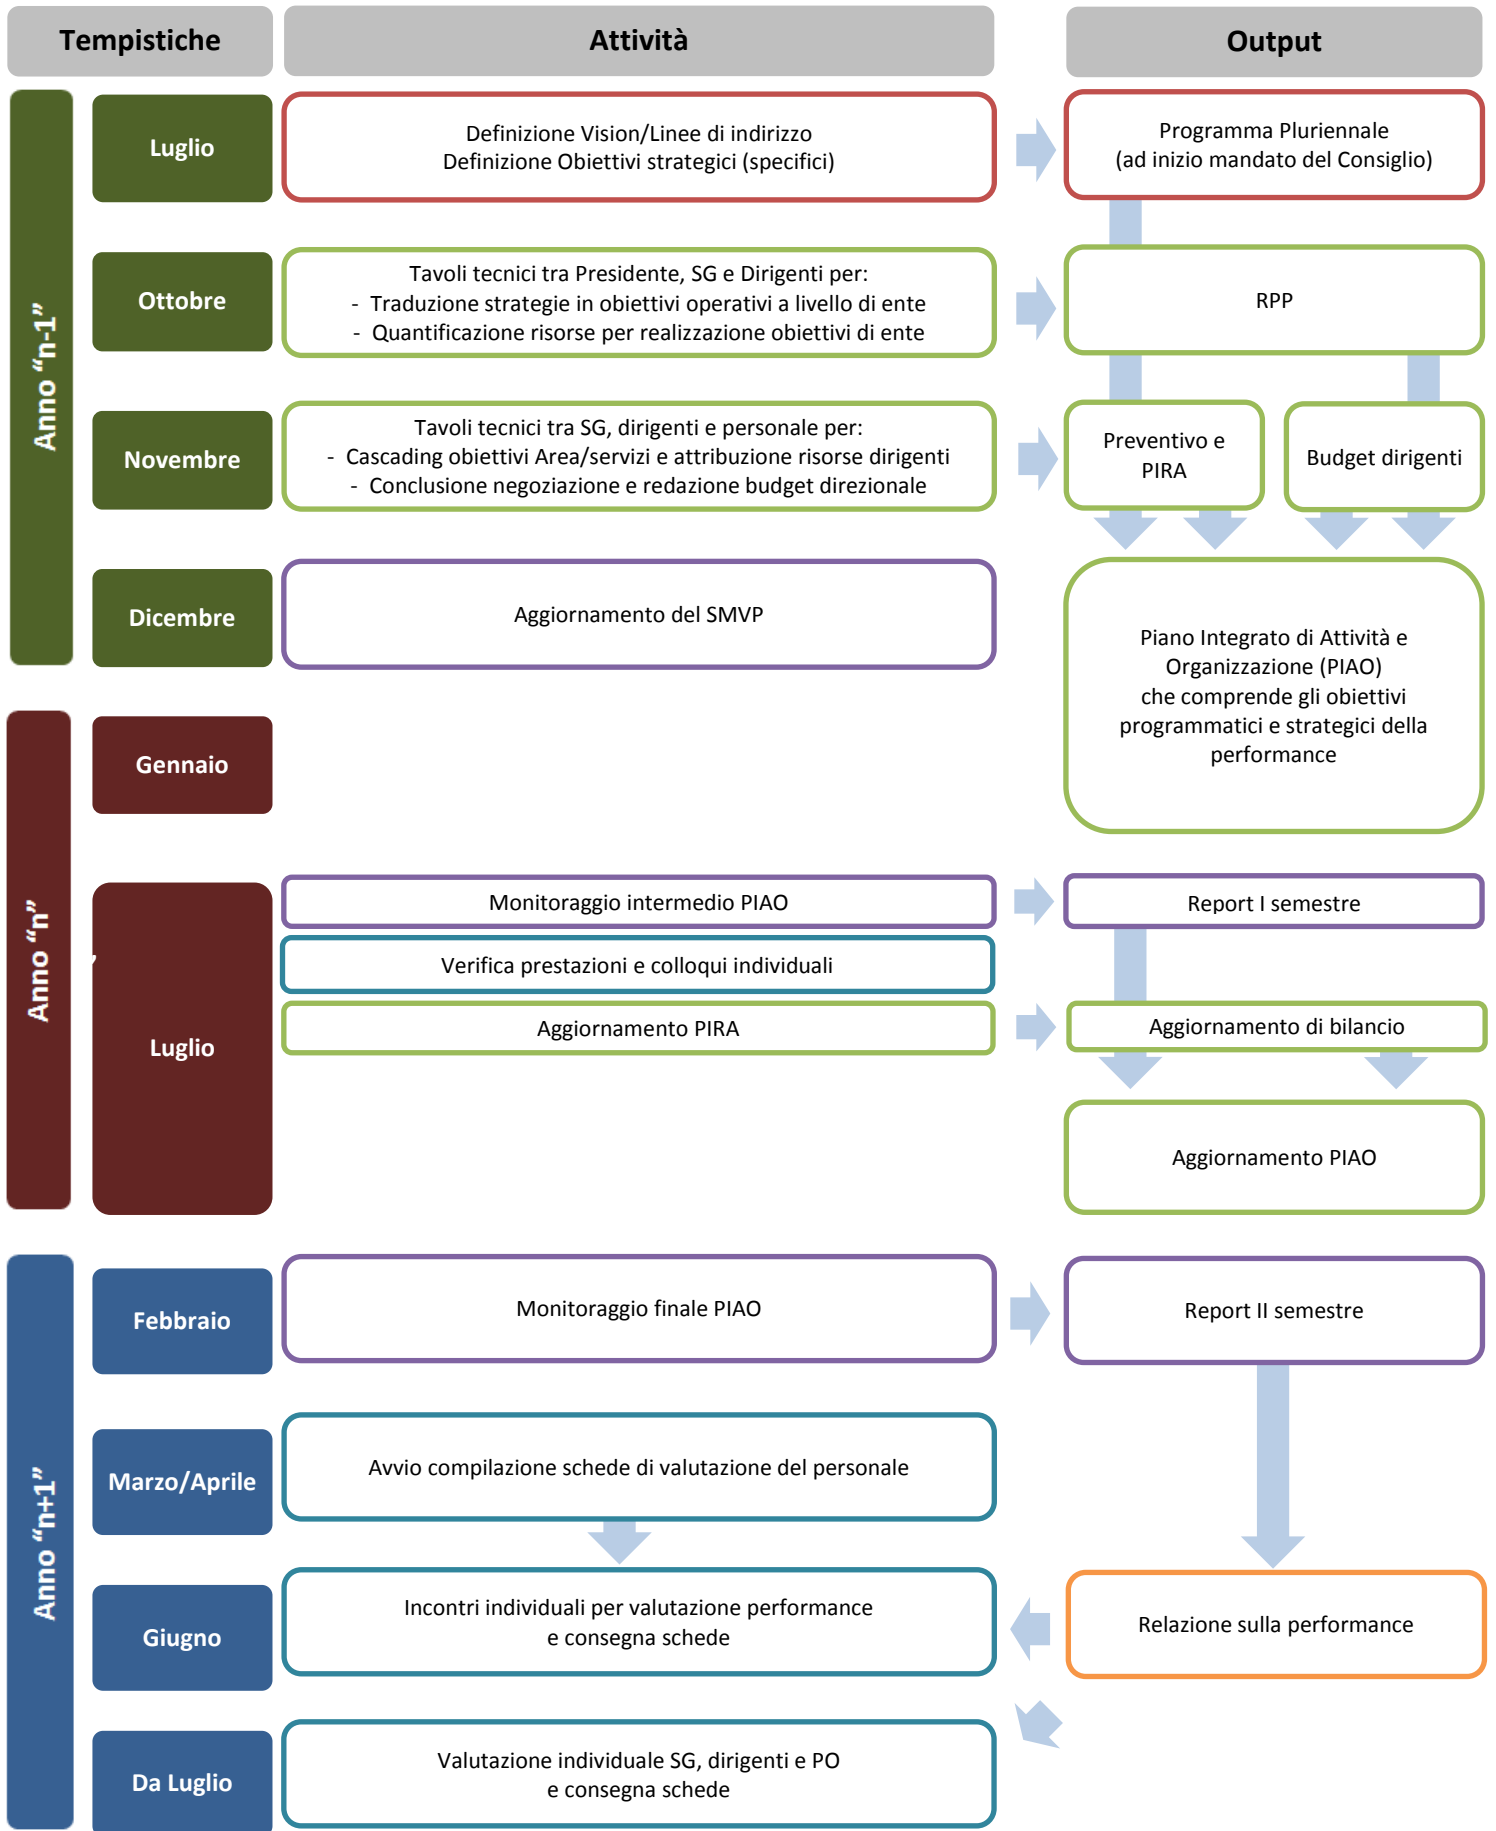 Tempistiche
Attività
Output
Anno “n-1”
Luglio
Definizione Vision/Linee di indirizzo
Definizione Obiettivi strategici (specifici)
Programma Pluriennale
(ad inizio mandato del Consiglio)
Ottobre
Tavoli tecnici tra Presidente, SG e Dirigenti per:
- Traduzione strategie in obiettivi operativi a livello di ente
- Quantificazione risorse per realizzazione obiettivi di ente
RPP
Novembre
Tavoli tecnici tra SG, dirigenti e personale per:
- Cascading obiettivi Area/servizi e attribuzione risorse dirigenti
- Conclusione negoziazione e redazione budget direzionale
Preventivo e
PIRA
Budget dirigenti
Dicembre
Aggiornamento del SMVP
Piano Integrato di Attività e
Organizzazione (PIAO)
che comprende gli obiettivi
programmatici e strategici della
performance
Anno “n”
Gennaio
Luglio
Monitoraggio intermedio PIAO
Report I semestre
Verifica prestazioni e colloqui individuali
Aggiornamento PIRA
Aggiornamento di bilancio
Aggiornamento PIAO
Anno “n+1”
Febbraio
Monitoraggio finale PIAO
Report II semestre
Marzo/Aprile
Avvio compilazione schede di valutazione del personale
Giugno
Incontri individuali per valutazione performance
e consegna schede
Relazione sulla performance
Da Luglio
Valutazione individuale SG, dirigenti e PO
e consegna schede